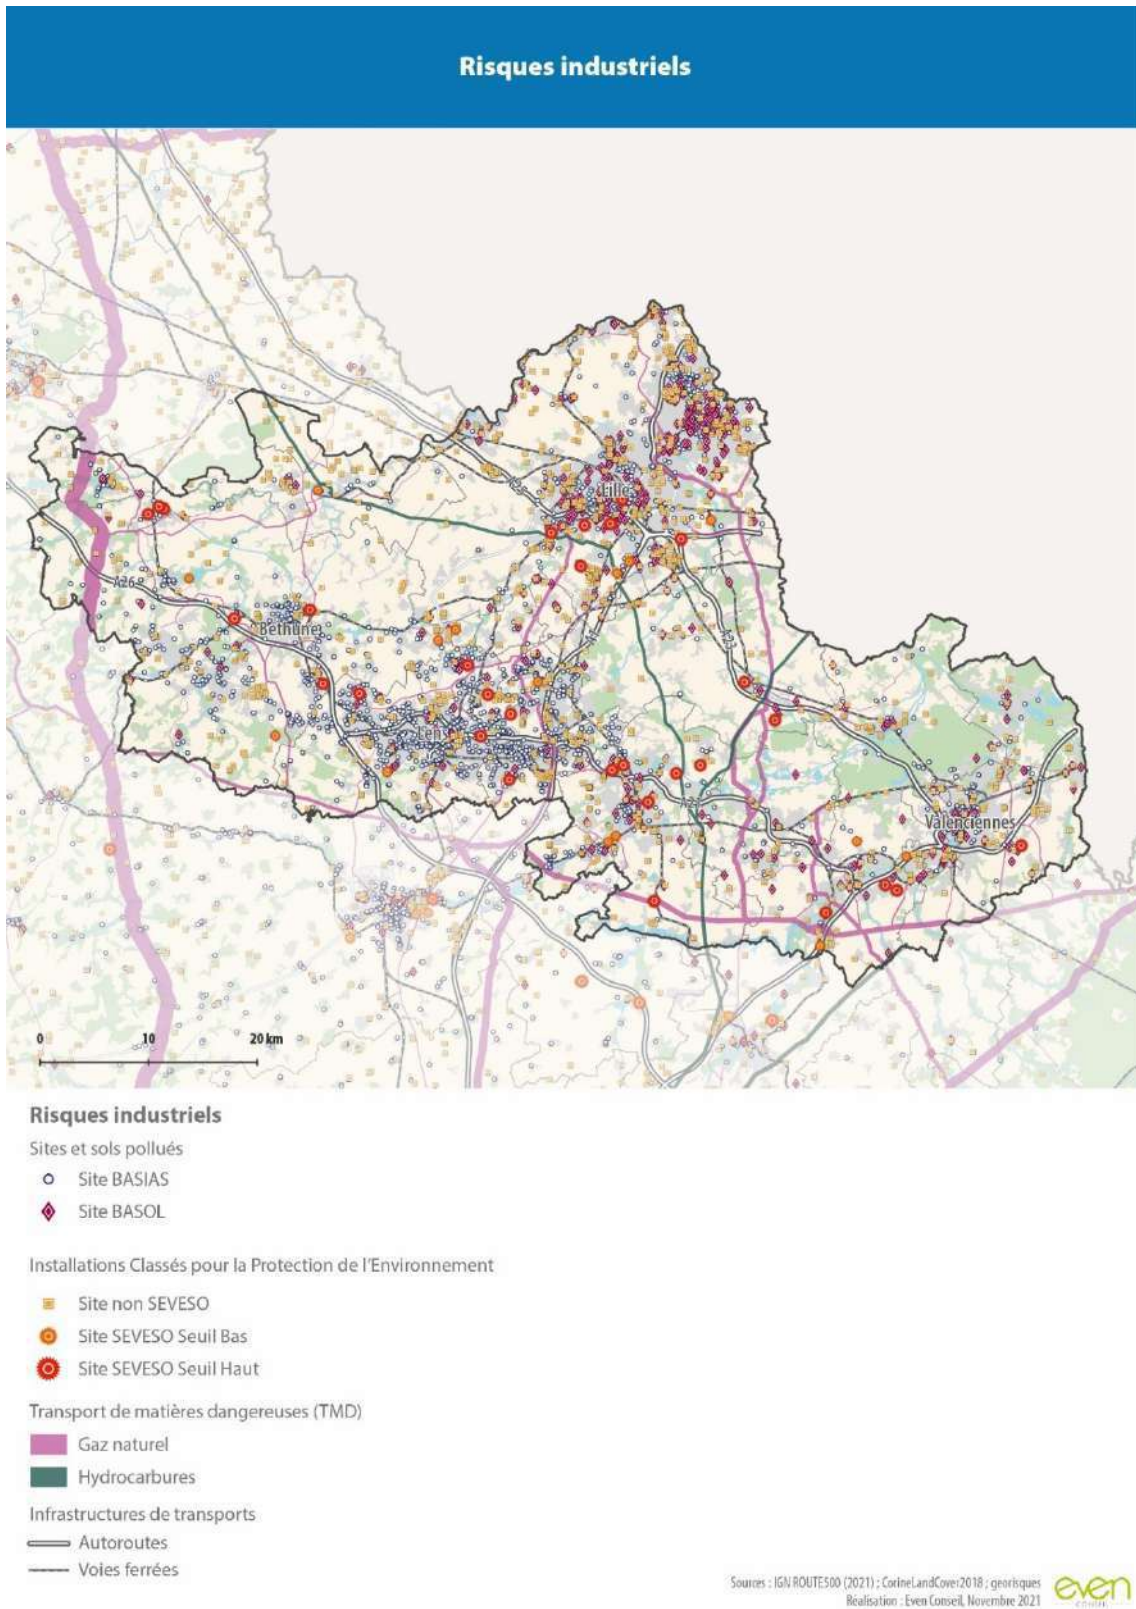 Risques industriels
Lille
A26
Béthune
A23
Lens
A21
Valenciennes
0 10 20 km
Risques industriels
Sites et sols pollués
Site BASIAS
Site BASOL
Installations Classés pour la Protection de l'Environnement
Site non SEVESO
Site SEVESO Seuil Bas
Site SEVESO Seuil Haut
Transport de matières dangereuses (TMD)
Gaz naturel
Hydrocarbures
Infrastructures de transports
Autoroutes
Voies ferrées
Sources : IGN ROUTE500 (2021) ; CorineLandCover2018 ; georisques
Réalisation : Even Conseil, Novembre 2021
even
CONSEIL